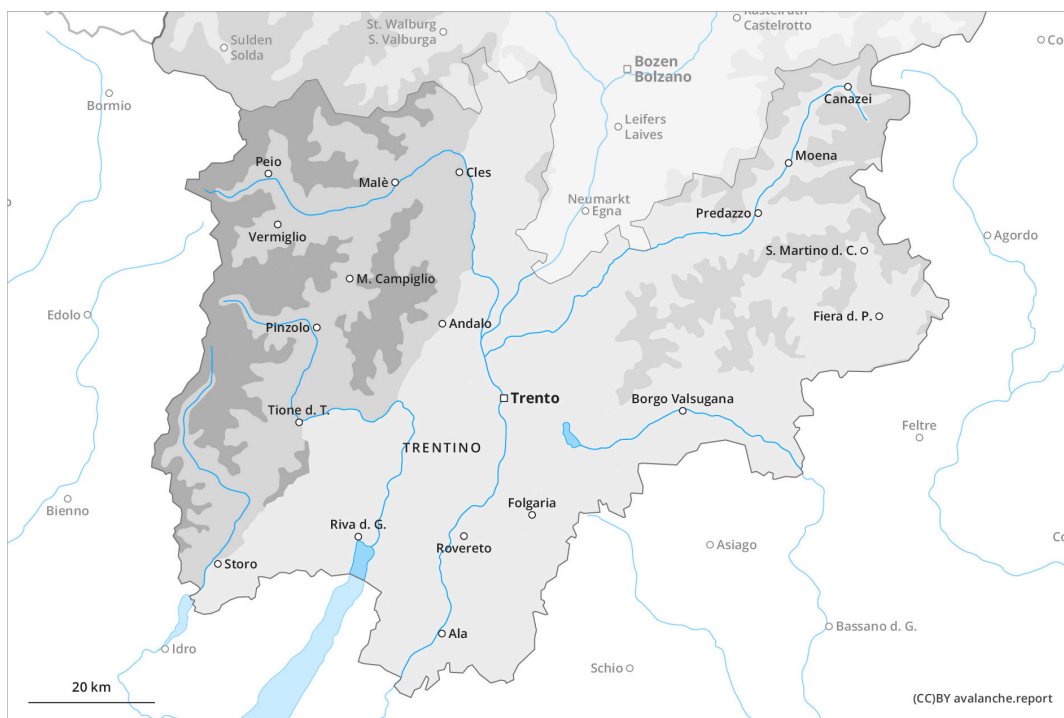 Kastelruth
Castelrotto
St. Walburg
S. Valburga
Sulden
Solda
Co
Bozen
Bolzano
Bormio
Canazei
Leifers
Laives
Moena
Peio
Malè
Cles
Neumarkt
Egna
Predazzo
Vermiglio
Agordo
S. Martino d. C.
M. Campiglio
Edolo
Pinzolo
Andalo
Fiera d. P.
Trento
Borgo Valsugana
Tione d. T.
Feltre
TRENTINO
Bienno
Folgaria
Riva d. G.
Rovereto
Asiago
Co
Storo
Ala
Bassano d. G.
Idro
Schio
20 km
(CC)BY avalanche.report